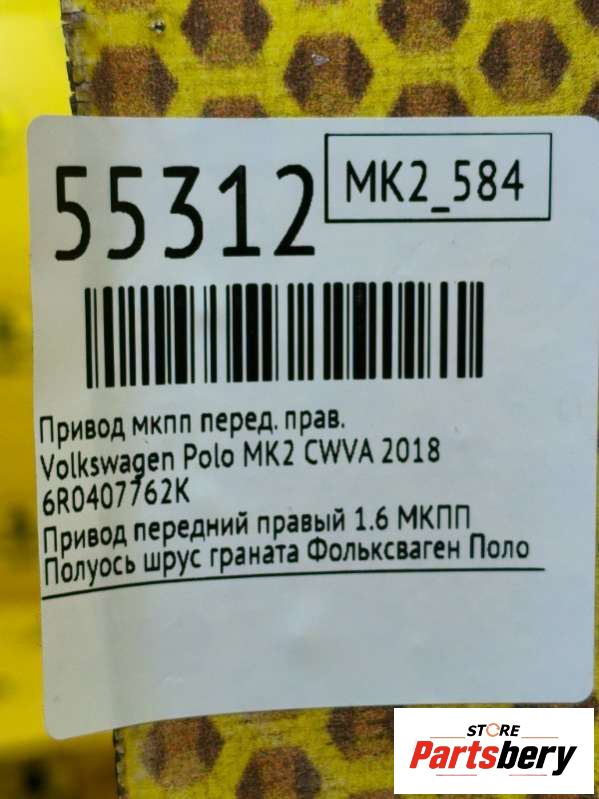 55312
MK2_584
Привод мкпп перед. прав.
Volkswagen Polo MK2 CWVA 2018
6R0407762K
Привод передний правый 1.6 МКПП
Полуось шрус граната Фольксваген Поло
STORE
Partsbery